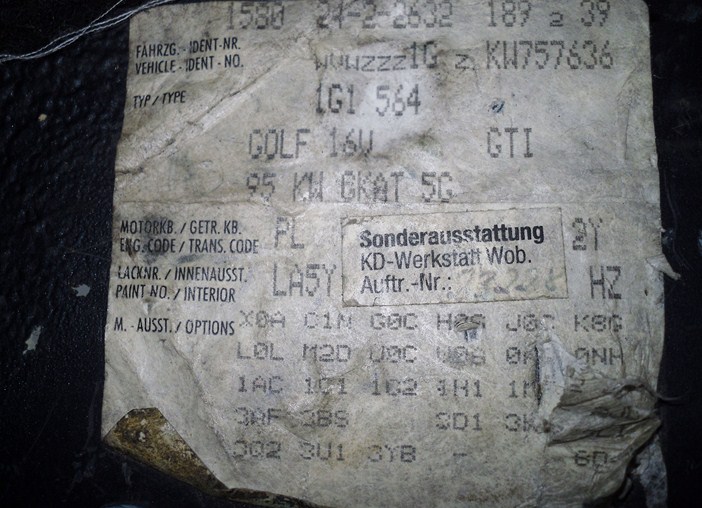 1580 24-2-2632 189 2 39
FAHRZG.-IDENT-NR.
VEHICLE-IDENT-NO. WVWZZZ1G Z KW757636
TYP/TYPE 1G1 564
GOLF 16V GTI
95 KW GKAT 5G
MOTORKB./GETR. KB.
ENG. CODE/TRANS. CODE PL 2Y
LACKNR./INNENAUSST.
PAINT NO./INTERIOR LA5Y HZ
Sonderausstattung
KD-Werkstatt Wob.
Auftr.-Nr.:
M.-AUSST./OPTIONS X0A C1N G0C K8G
L0L M2D U0C 0NH
1AC 1G1 1G2 1H1
3AF 3BS 3D1
3Q2 3U1 3YB -